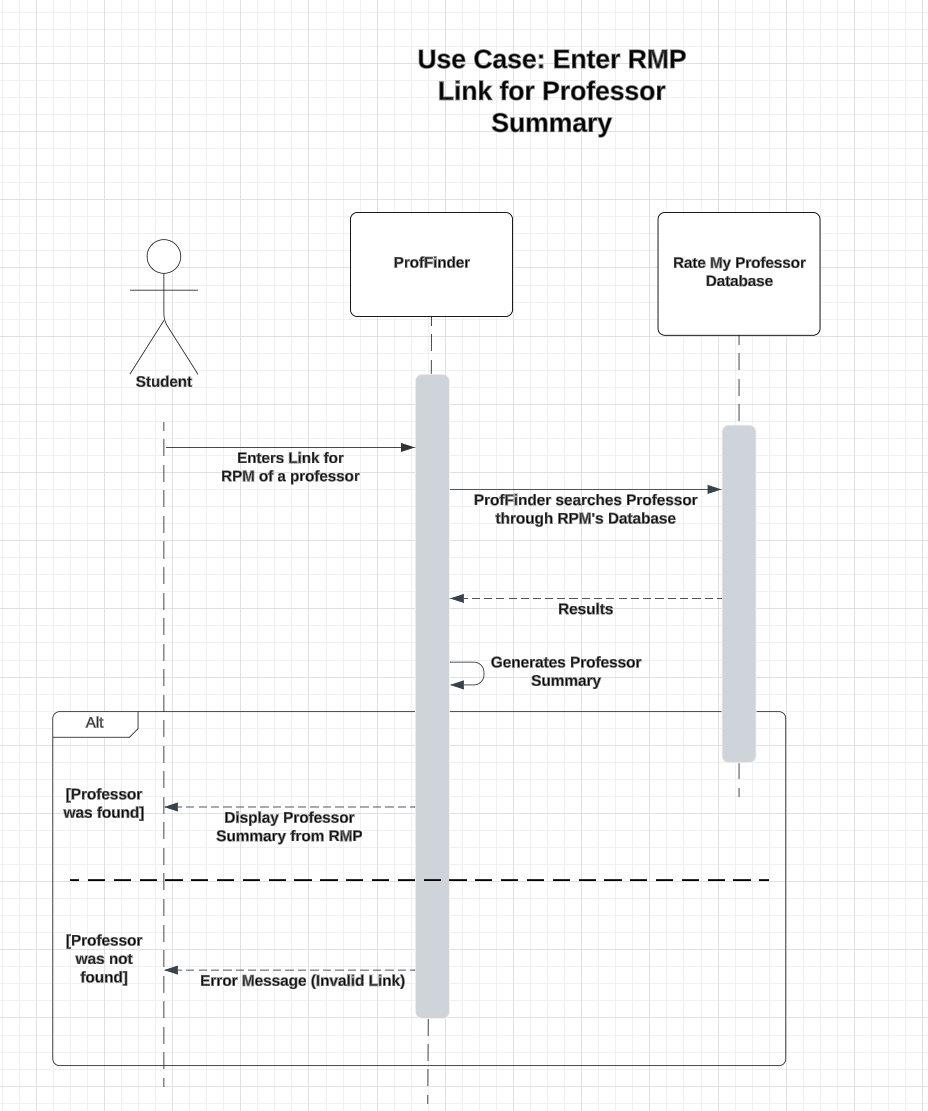 Use Case: Enter RMP
Link for Professor
Summary
ProfFinder
Rate My Professor
Database
Student
Enters Link for
RPM of a professor
ProfFinder searches Professor
through RPM's Database
Results
Generates Professor
Summary
Alt
[Professor
was found]
Display Professor
Summary from RMP
[Professor
was not
found]
Error Message (Invalid Link)